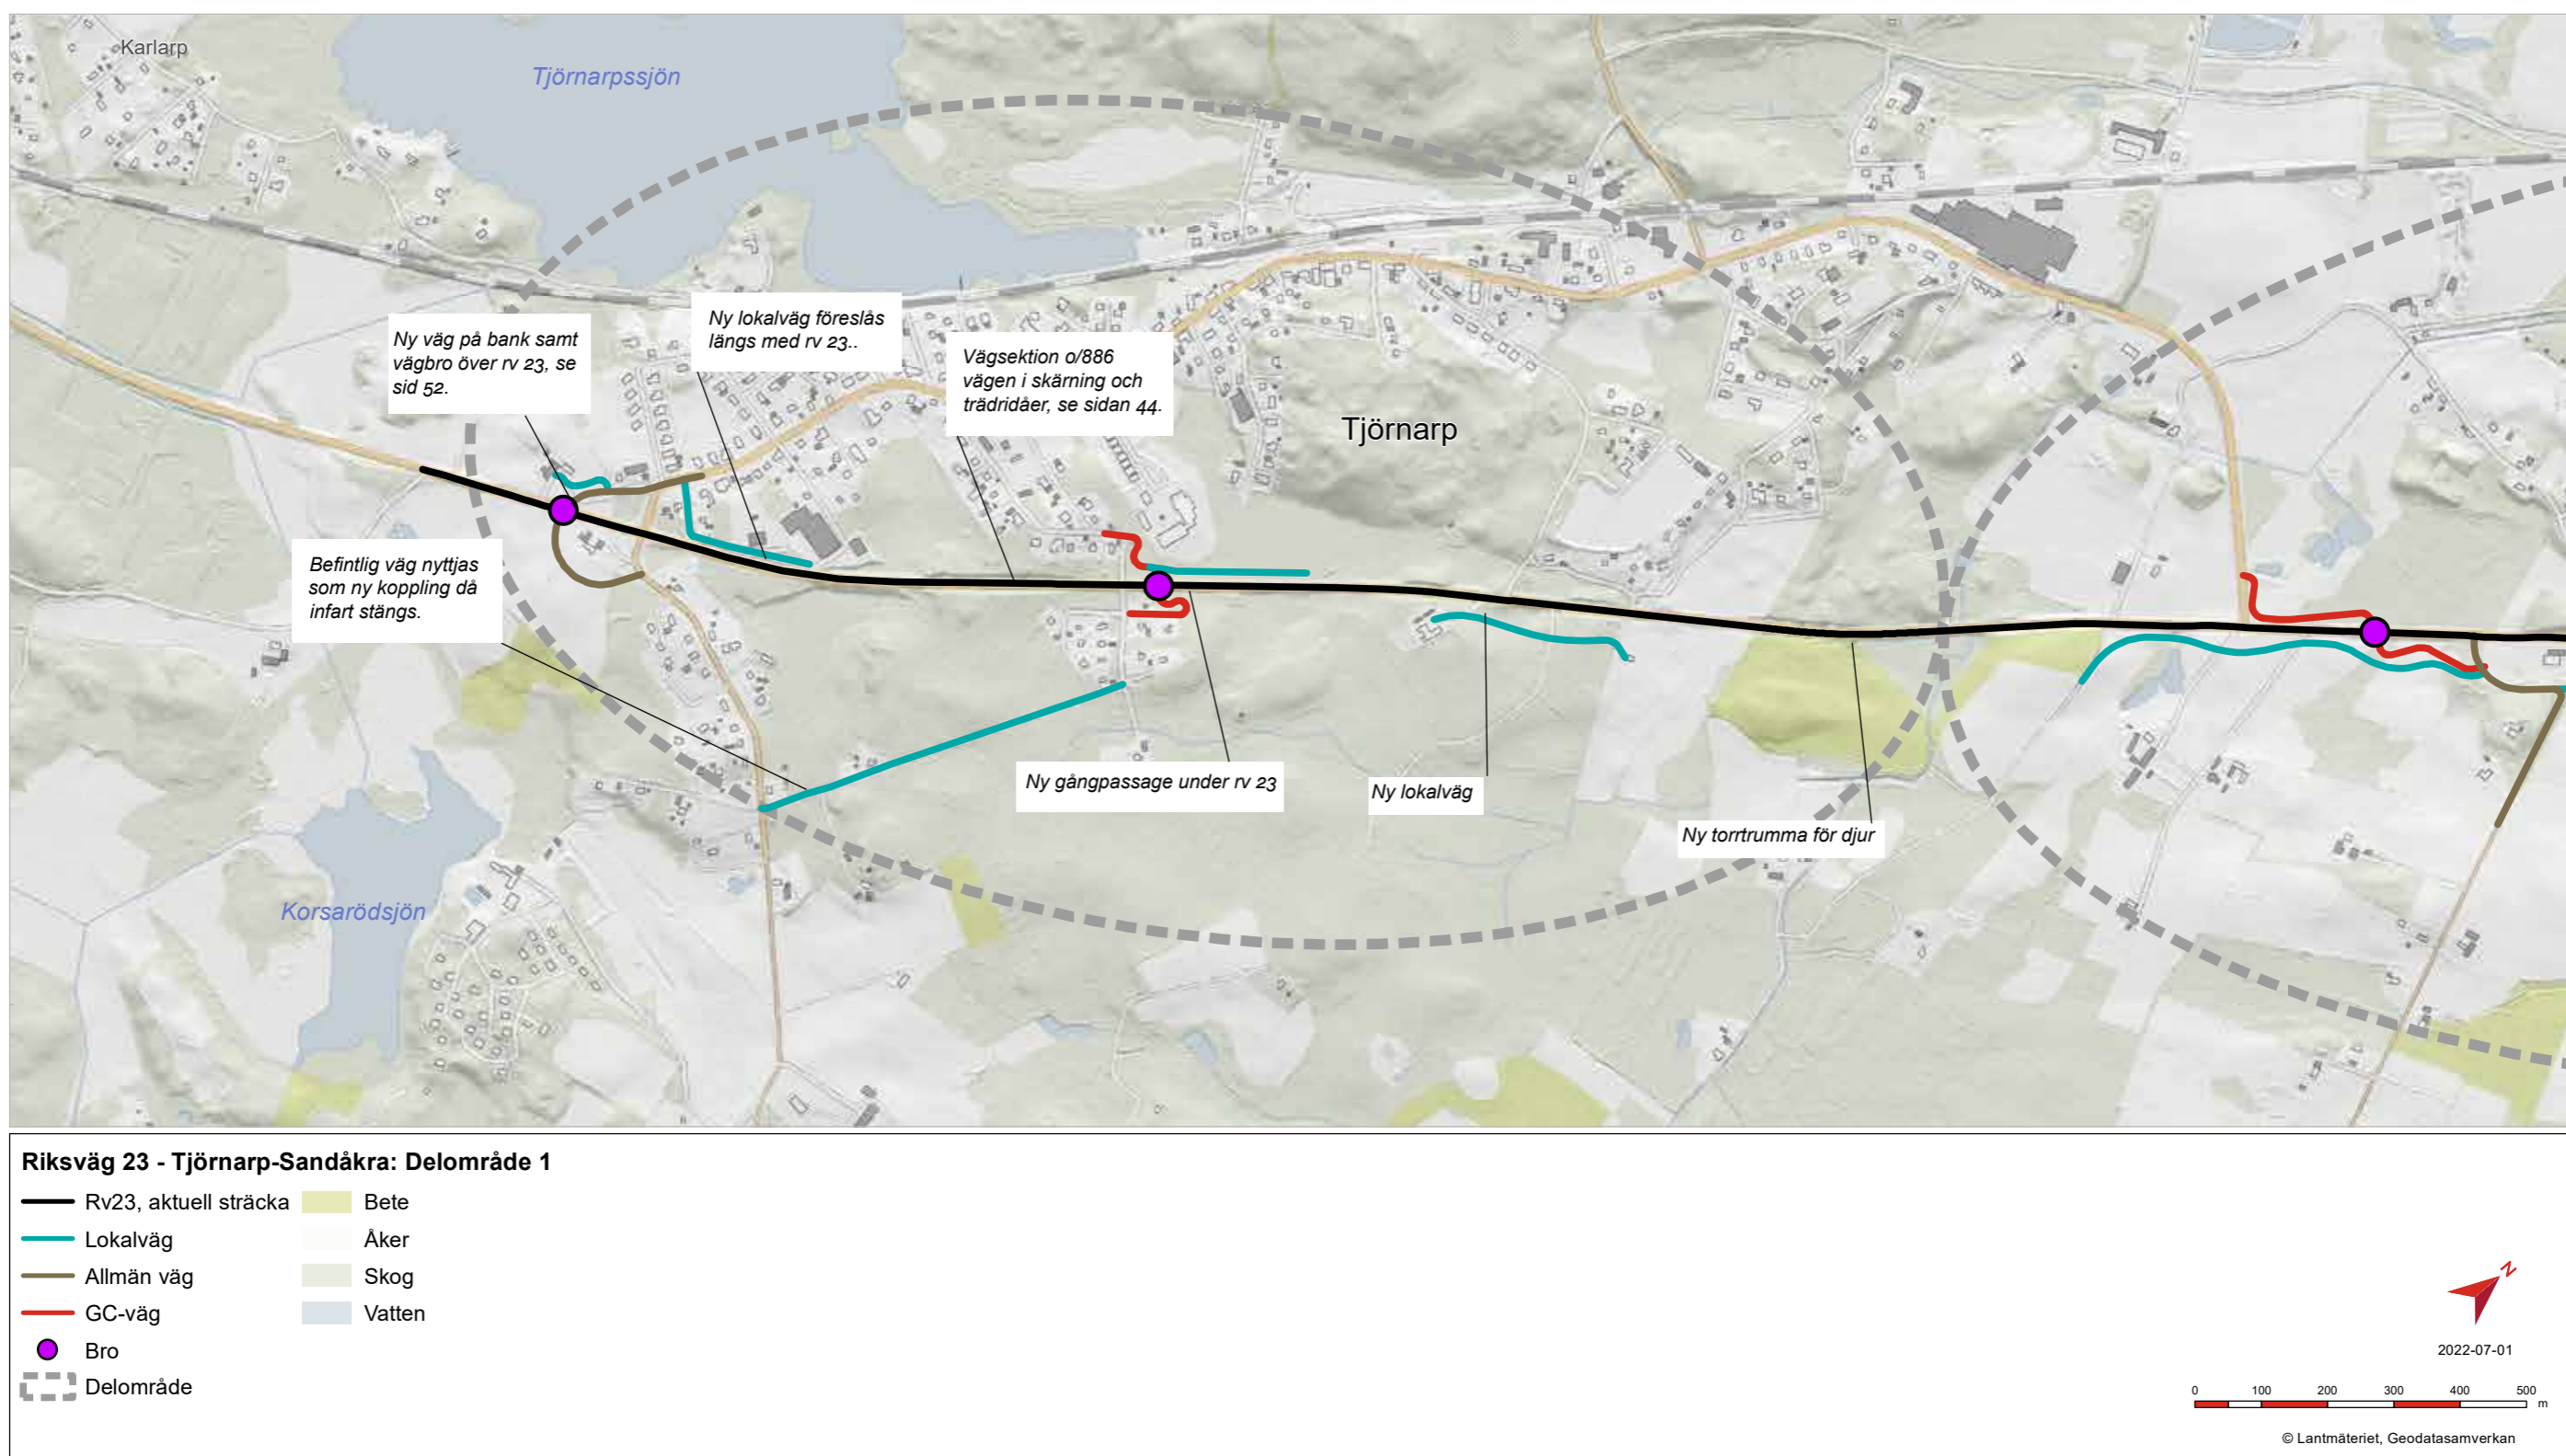 Karlarp
Tjörnarpssjön
Ny väg på bank samt
vägbro över rv 23, se
sid 52.
Ny lokalväg föreslås
längs med rv 23..
Vägsektion 0/886
vägen i skärning och
trädridåer, se sidan 44.
Tjörnarp
Befintlig väg nyttjas
som ny koppling då
infart stängs.
Ny gångpassage under rv 23
Ny lokalväg
Ny torrtrumma för djur
Korsarödsjön
Riksväg 23 - Tjörnarp-Sandåkra: Delområde 1
Rv23, aktuell sträcka
Lokalväg
Allmän väg
GC-väg
Bro
Delområde
Bete
Åker
Skog
Vatten
N
2022-07-01
0 100 200 300 400 500
m
© Lantmäteriet, Geodatasamverkan